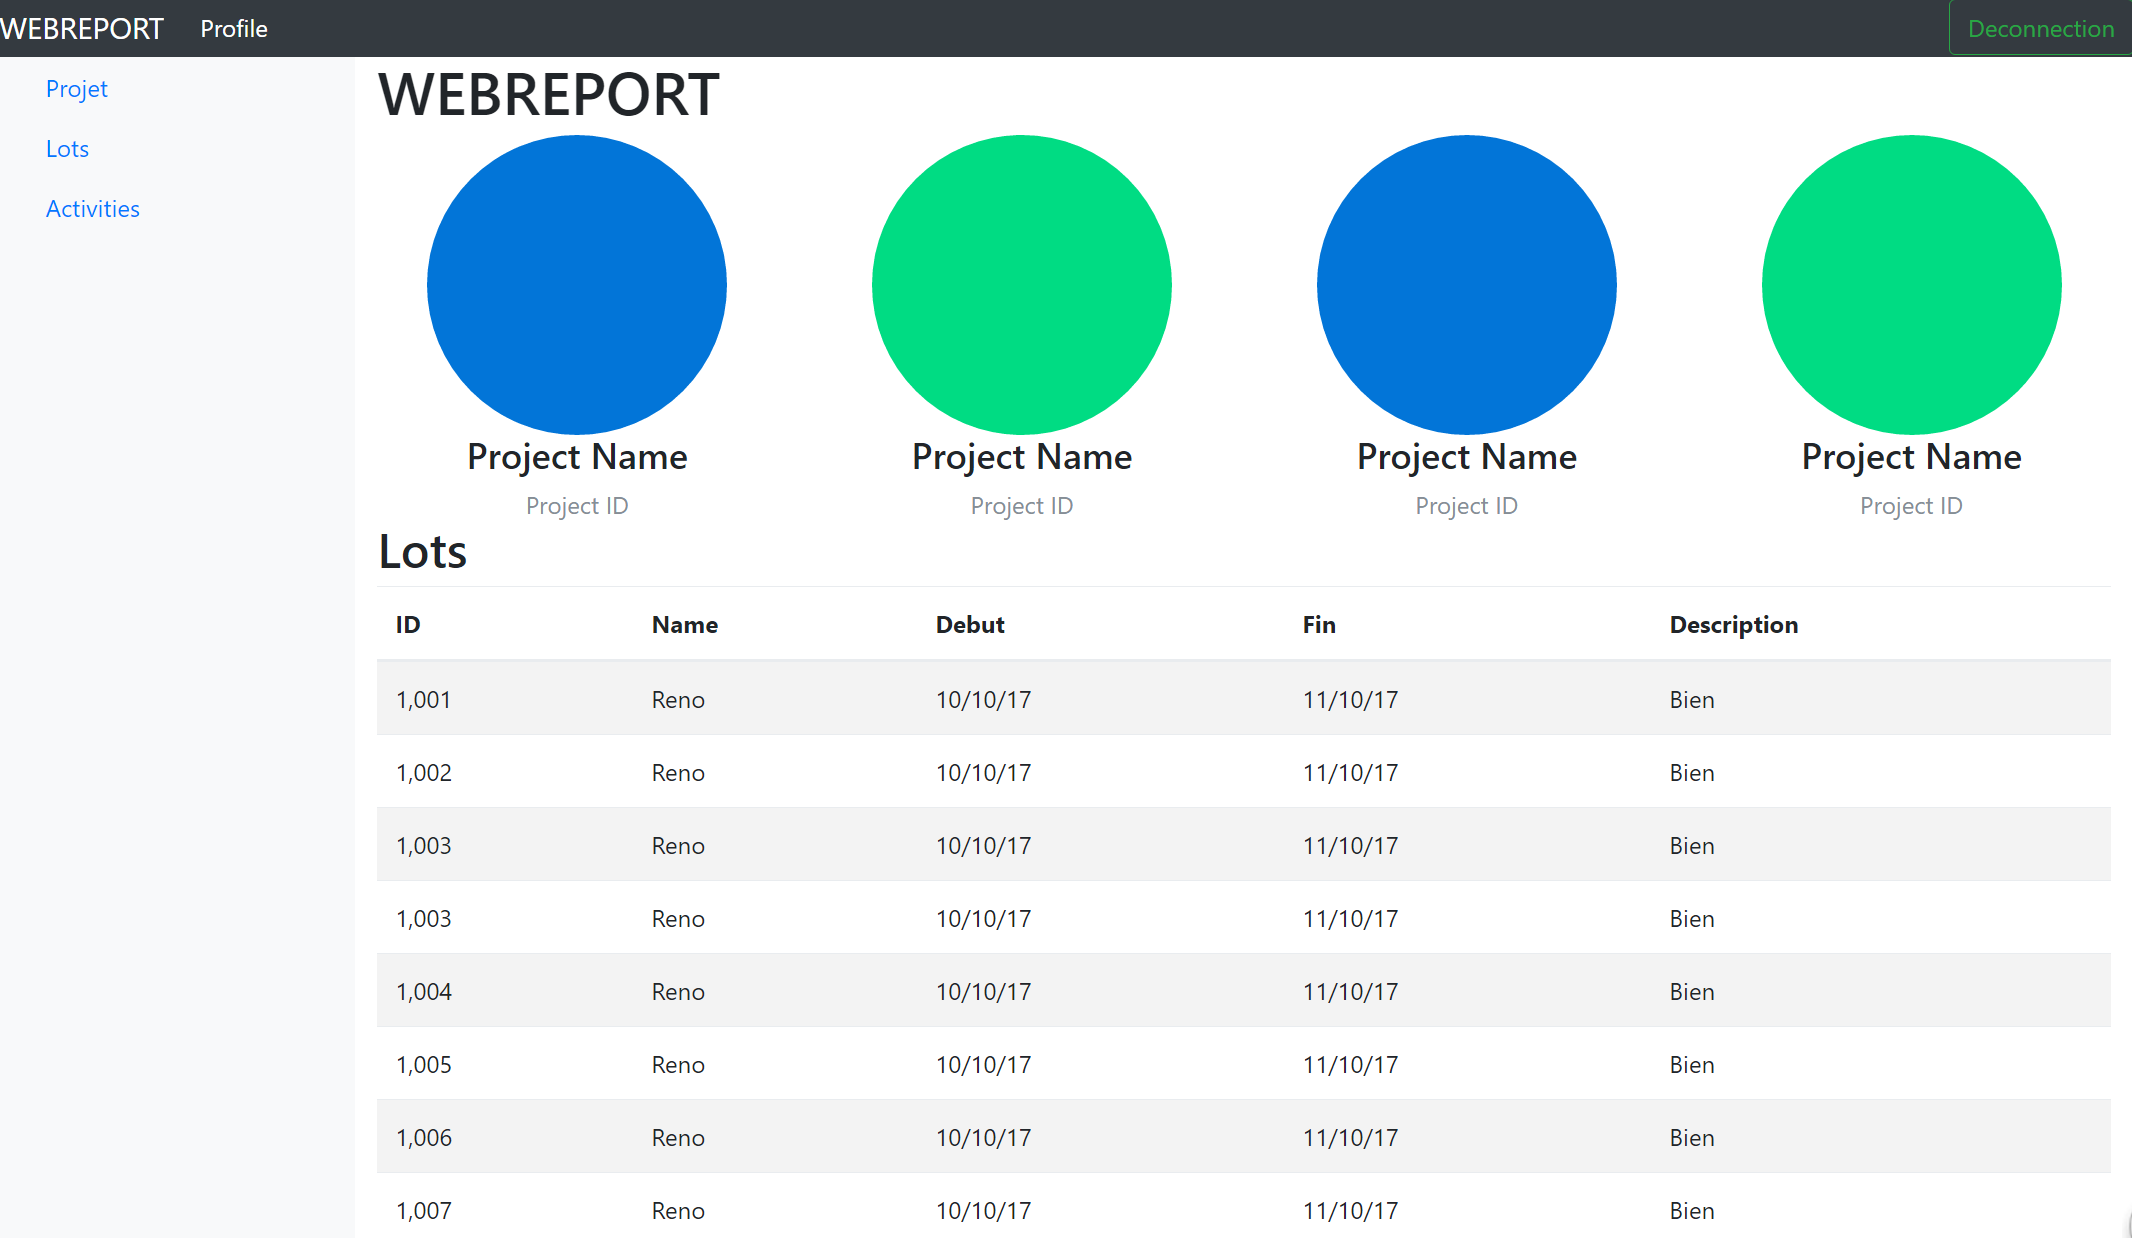 WEBREPORT Profile Deconnection
Projet
Lots
Activities
WEBREPORT
Project Name Project Name Project Name Project Name
Project ID Project ID Project ID Project ID
Lots
ID Name Debut Fin Description
1,001 Reno 10/10/17 11/10/17 Bien
1,002 Reno 10/10/17 11/10/17 Bien
1,003 Reno 10/10/17 11/10/17 Bien
1,003 Reno 10/10/17 11/10/17 Bien
1,004 Reno 10/10/17 11/10/17 Bien
1,005 Reno 10/10/17 11/10/17 Bien
1,006 Reno 10/10/17 11/10/17 Bien
1,007 Reno 10/10/17 11/10/17 Bien